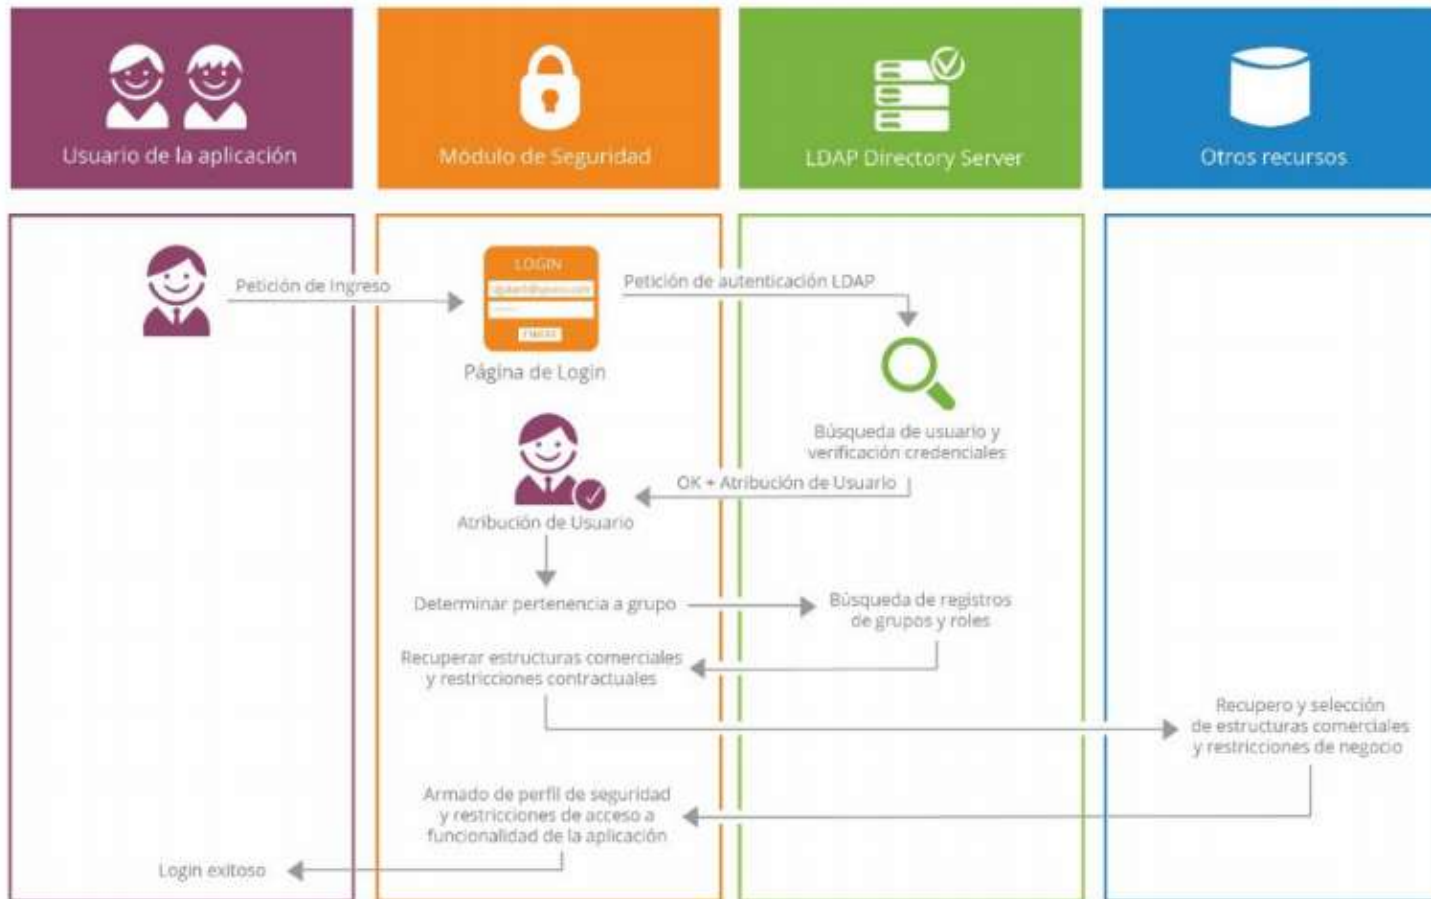 Usuario de la aplicación
Módulo de Seguridad
LDAP Directory Server
Otros recursos
Petición de Ingreso
LOGIN
Página de Login
Petición de autenticación LDAP
Búsqueda de usuario y
verificación credenciales
OK + Atribución de Usuario
Atribución de Usuario
Determinar pertenencia a grupo
Búsqueda de registros
de grupos y roles
Recuperar estructuras comerciales
y restricciones contractuales
Recupero y selección
de estructuras comerciales
y restricciones de negocio
Armado de perfil de seguridad
y restricciones de acceso a
funcionalidad de la aplicación
Login exitoso